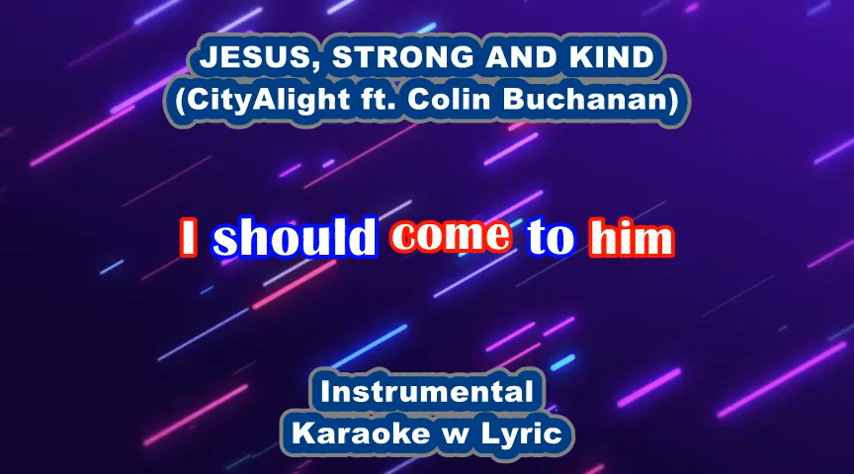 JESUS, STRONG AND KIND
(CityAlight ft. Colin Buchanan)
I should come to him
Instrumental
Karaoke w Lyric